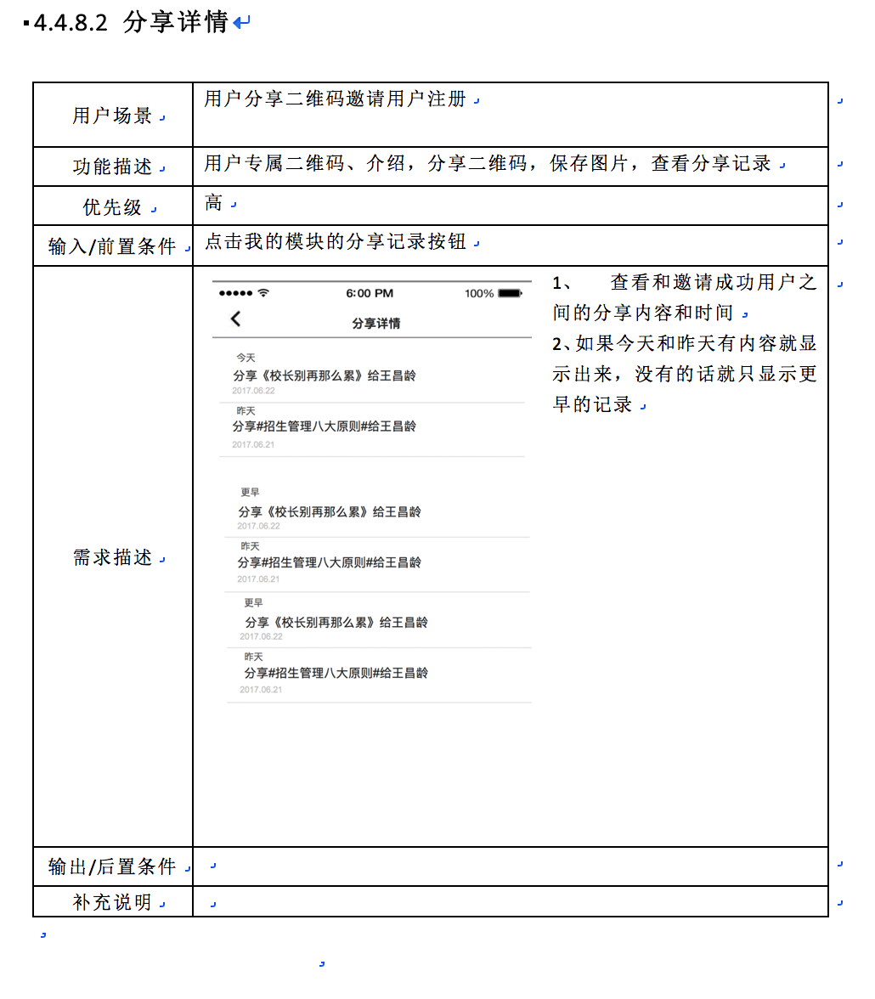 4.4.8.2 分享详情
用户场景
用户分享二维码邀请用户注册
功能描述
用户专属二维码、介绍，分享二维码，保存图片，查看分享记录
优先级
高
输入/前置条件
点击我的模块的分享记录按钮
需求描述
6:00 PM 100%
分享详情
今天
分享《校长别再那么累》给王昌龄
2017.06.22
昨天
分享#招生管理八大原则#给王昌龄
2017.06.21
更早
分享《校长别再那么累》给王昌龄
2017.06.22
昨天
分享#招生管理八大原则#给王昌龄
2017.06.21
更早
分享《校长别再那么累》给王昌龄
2017.06.22
昨天
分享#招生管理八大原则#给王昌龄
2017.06.21
1、 查看和邀请成功用户之
间的分享内容和时间
2、如果今天和昨天有内容就显
示出来，没有的话就只显示更
早的记录
输出/后置条件
补充说明